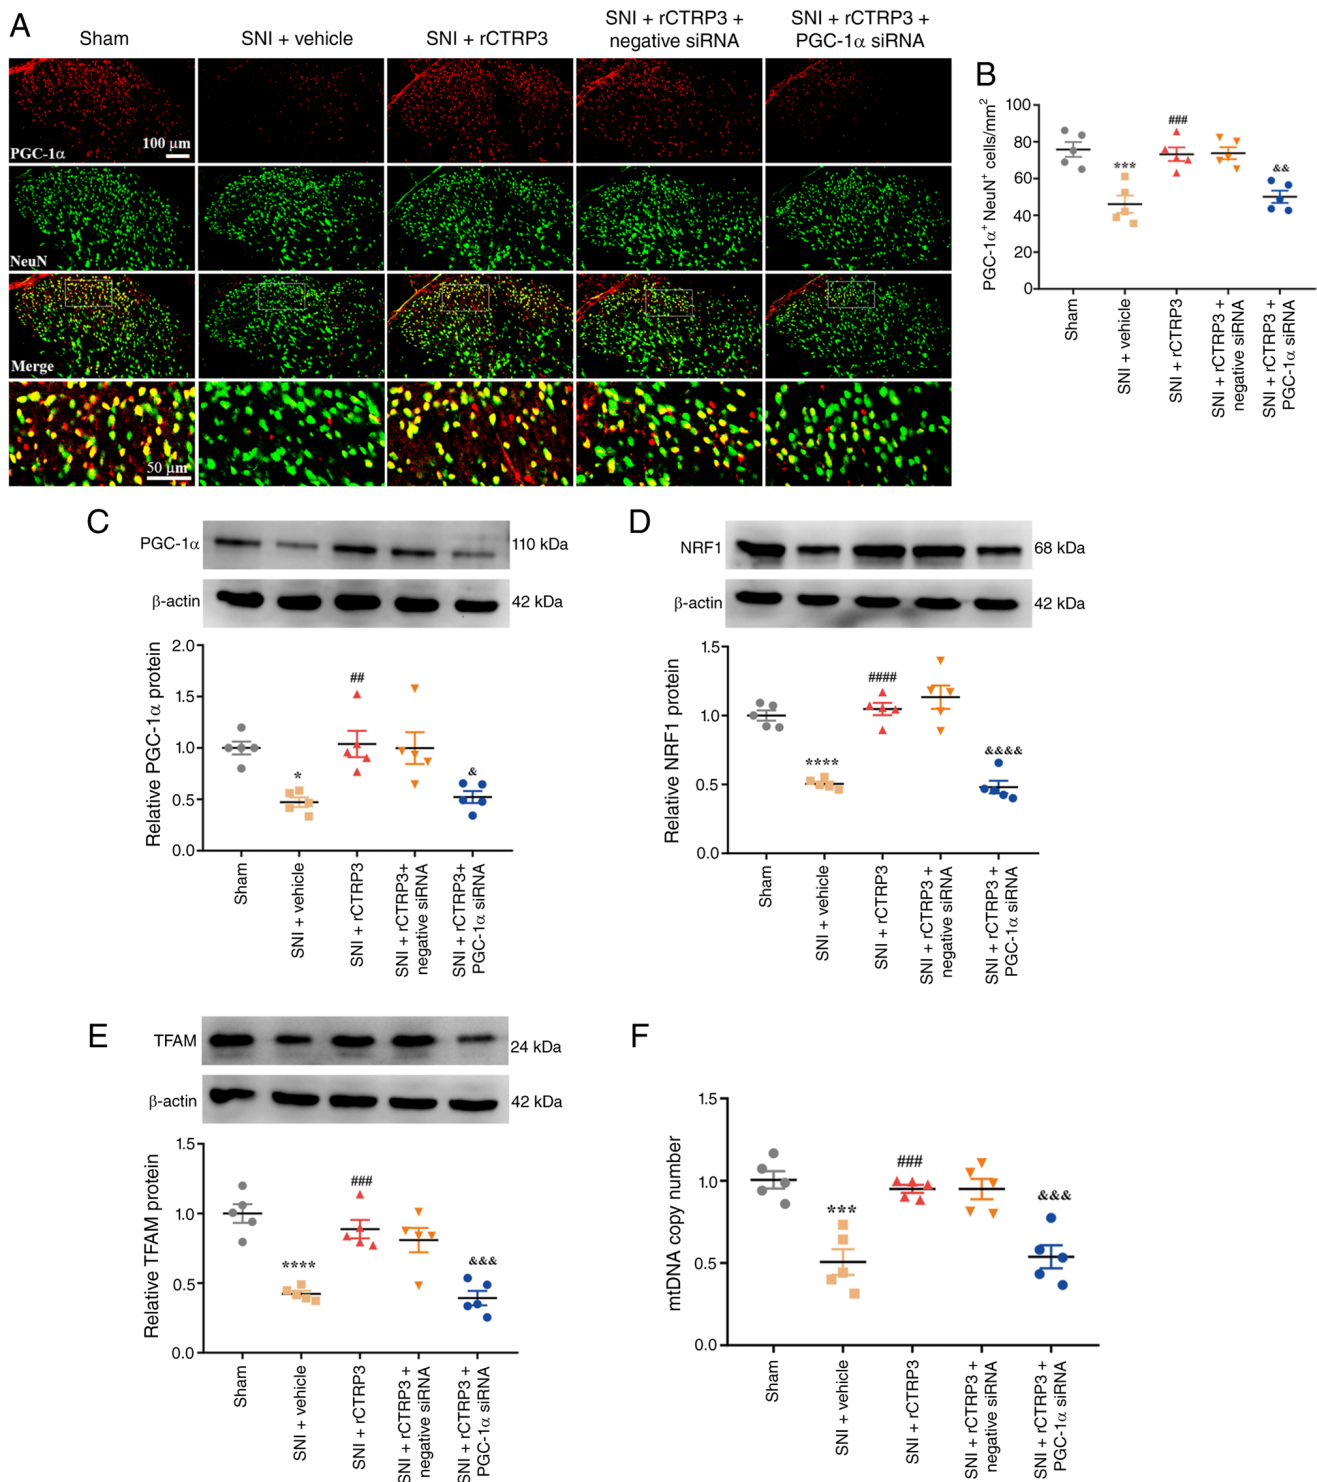 A
Sham
SNI + vehicle
SNI + rCTRP3
SNI + rCTRP3 +
negative siRNA
SNI + rCTRP3 +
PGC-1α siRNA
PGC-1α
100 µm
NeuN
Merge
50 µm
B
PGC-1α⁺ NeuN⁺ cells/mm²
100
80
60
40
20
0
***
###
&&
Sham
SNI + vehicle
SNI + rCTRP3
SNI + rCTRP3 +
negative siRNA
SNI + rCTRP3 +
PGC-1α siRNA
C
PGC-1α
110 kDa
β-actin
42 kDa
Relative PGC-1α protein
2.0
1.5
1.0
0.5
0.0
*
##
&
Sham
SNI + vehicle
SNI + rCTRP3
SNI + rCTRP3+
negative siRNA
SNI + rCTRP3+
PGC-1α siRNA
D
NRF1
68 kDa
β-actin
42 kDa
Relative NRF1 protein
1.5
1.0
0.5
0.0
****
####
&&&&
Sham
SNI + vehicle
SNI + rCTRP3
SNI + rCTRP3 +
negative siRNA
SNI + rCTRP3 +
PGC-1α siRNA
E
TFAM
24 kDa
β-actin
42 kDa
Relative TFAM protein
1.5
1.0
0.5
0.0
****
###
&&&
Sham
SNI + vehicle
SNI + rCTRP3
SNI + rCTRP3 +
negative siRNA
SNI + rCTRP3 +
PGC-1α siRNA
F
mtDNA copy number
1.5
1.0
0.5
0.0
***
###
&&&
Sham
SNI + vehicle
SNI + rCTRP3
SNI + rCTRP3 +
negative siRNA
SNI + rCTRP3 +
PGC-1α siRNA